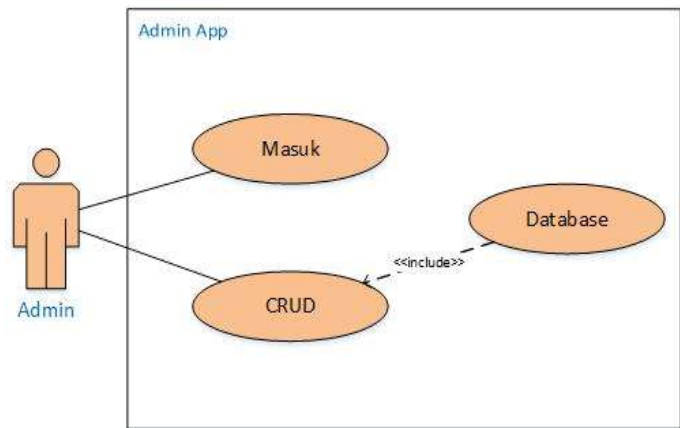 Admin App
Masuk
Database
<<include>>
CRUD
Admin